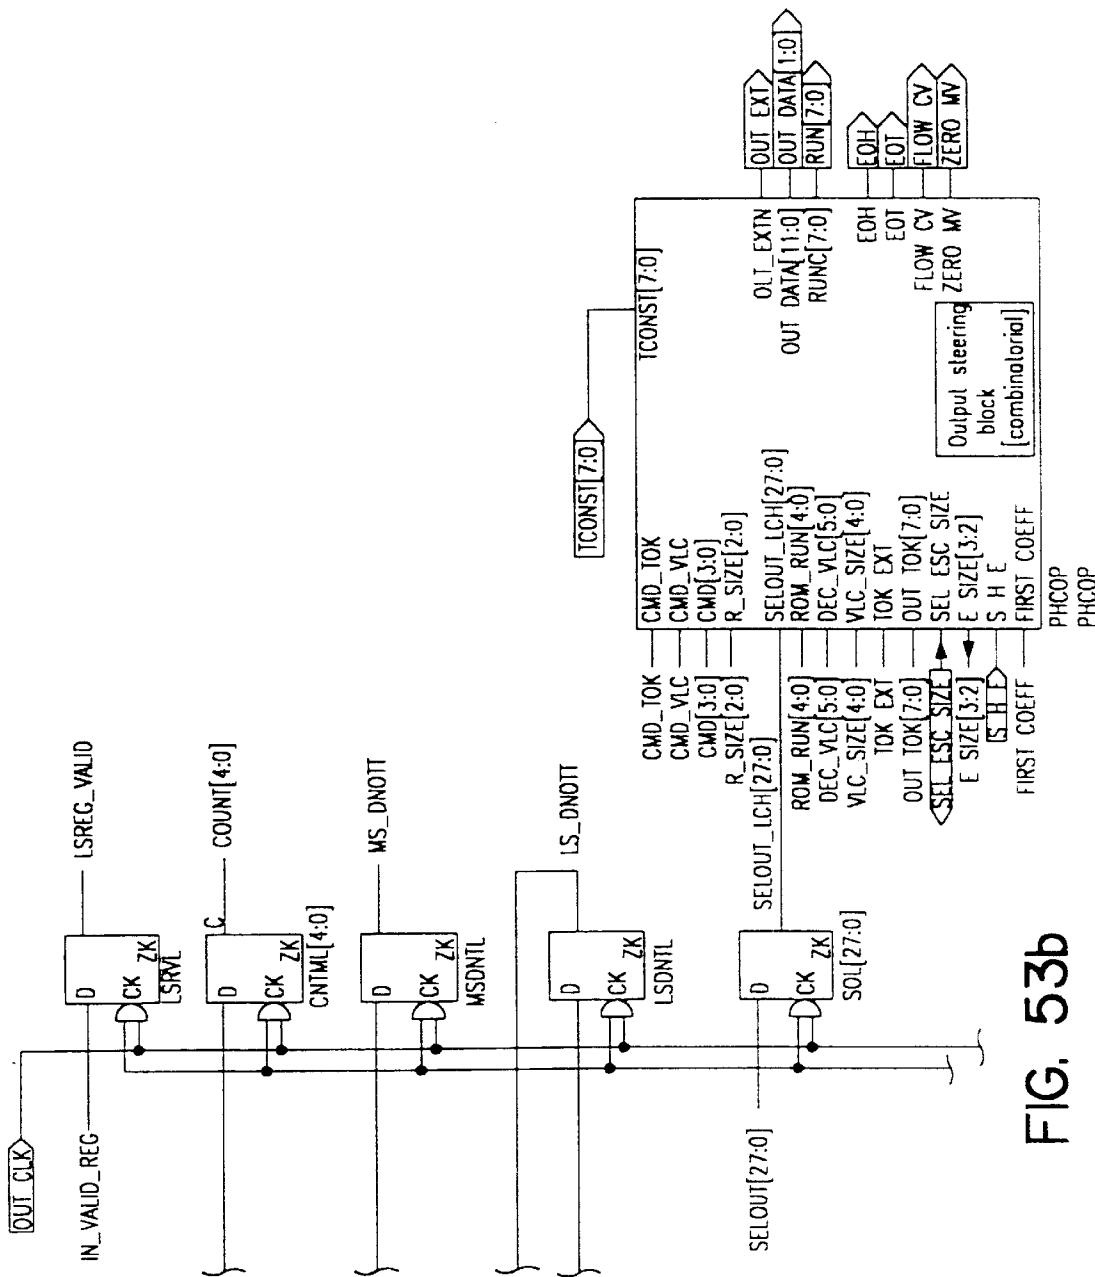 OUT CLK
IN_VALID_REG
D
CK
ZK
LSRVL
LSREG_VALID
D
C
CK
ZK
CNTML[4:0]
COUNT[4:0]
D
CK
ZK
MSDNTL
MS_DNOTT
D
CK
ZK
LSDNTL
LS_DNOTT
SELOUT[27:0]
D
CK
ZK
SOL[27:0]
SELOUT_LCH[27:0]
TCONST[7:0]
TCONST[7:0]
CMD_TOK
CMD_TOK
CMD_VLC
CMD_VLC
CMD[3:0]
CMD[3:0]
R_SIZE[2:0]
R_SIZE[2:0]
SELOUT_LCH[27:0]
ROM_RUN[4:0]
ROM_RUN[4:0]
DEC_VLC[5:0]
DEC_VLC[5:0]
VLC_SIZE[4:0]
VLC_SIZE[4:0]
TOK EXT
TOK EXT
OUT TOK[7:0]
OUT TOK[7:0]
SEL ESC SIZE
SEL ESC SIZE
E SIZE[3:2]
E SIZE[3:2]
S H E
S H E
FIRST COEFF
FIRST COEFF
OLT_EXTN
OUT EXT
OUT DATA[11:0]
OUT DATA[1:0]
RUNC[7:0]
RUN[7:0]
EOH
EOH
EOT
EOT
FLOW CV
FLOW CV
ZERO MV
ZERO MV
Output steering
block
[combinatorial]
PHCOP
PHCOP
FIG. 53b